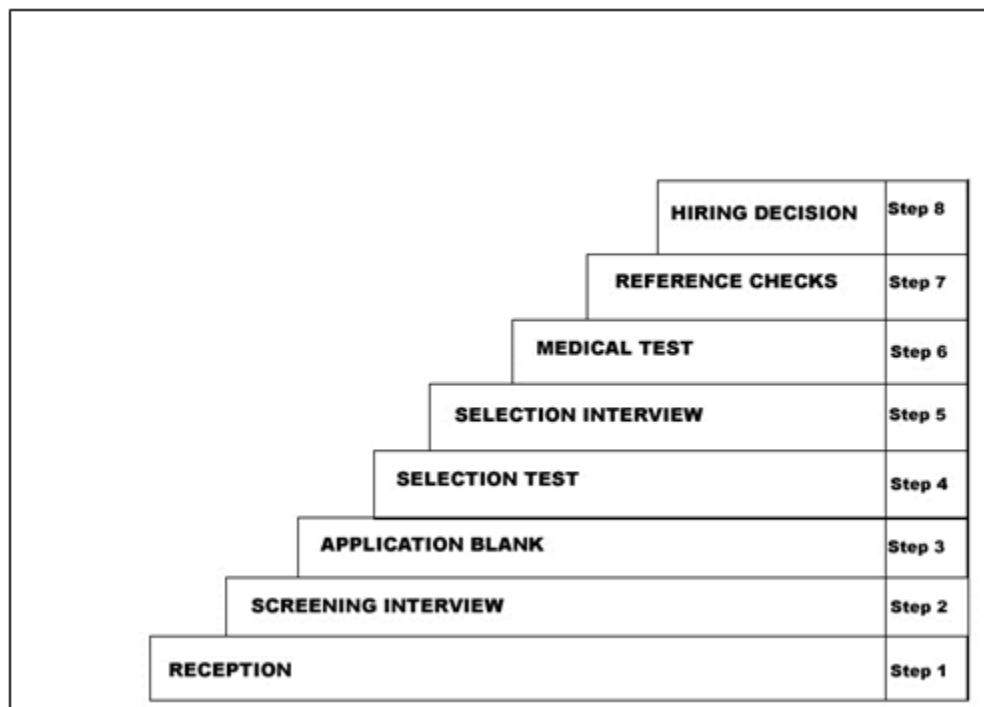 HIRING DECISION Step 8
REFERENCE CHECKS Step 7
MEDICAL TEST Step 6
SELECTION INTERVIEW Step 5
SELECTION TEST Step 4
APPLICATION BLANK Step 3
SCREENING INTERVIEW Step 2
RECEPTION Step 1